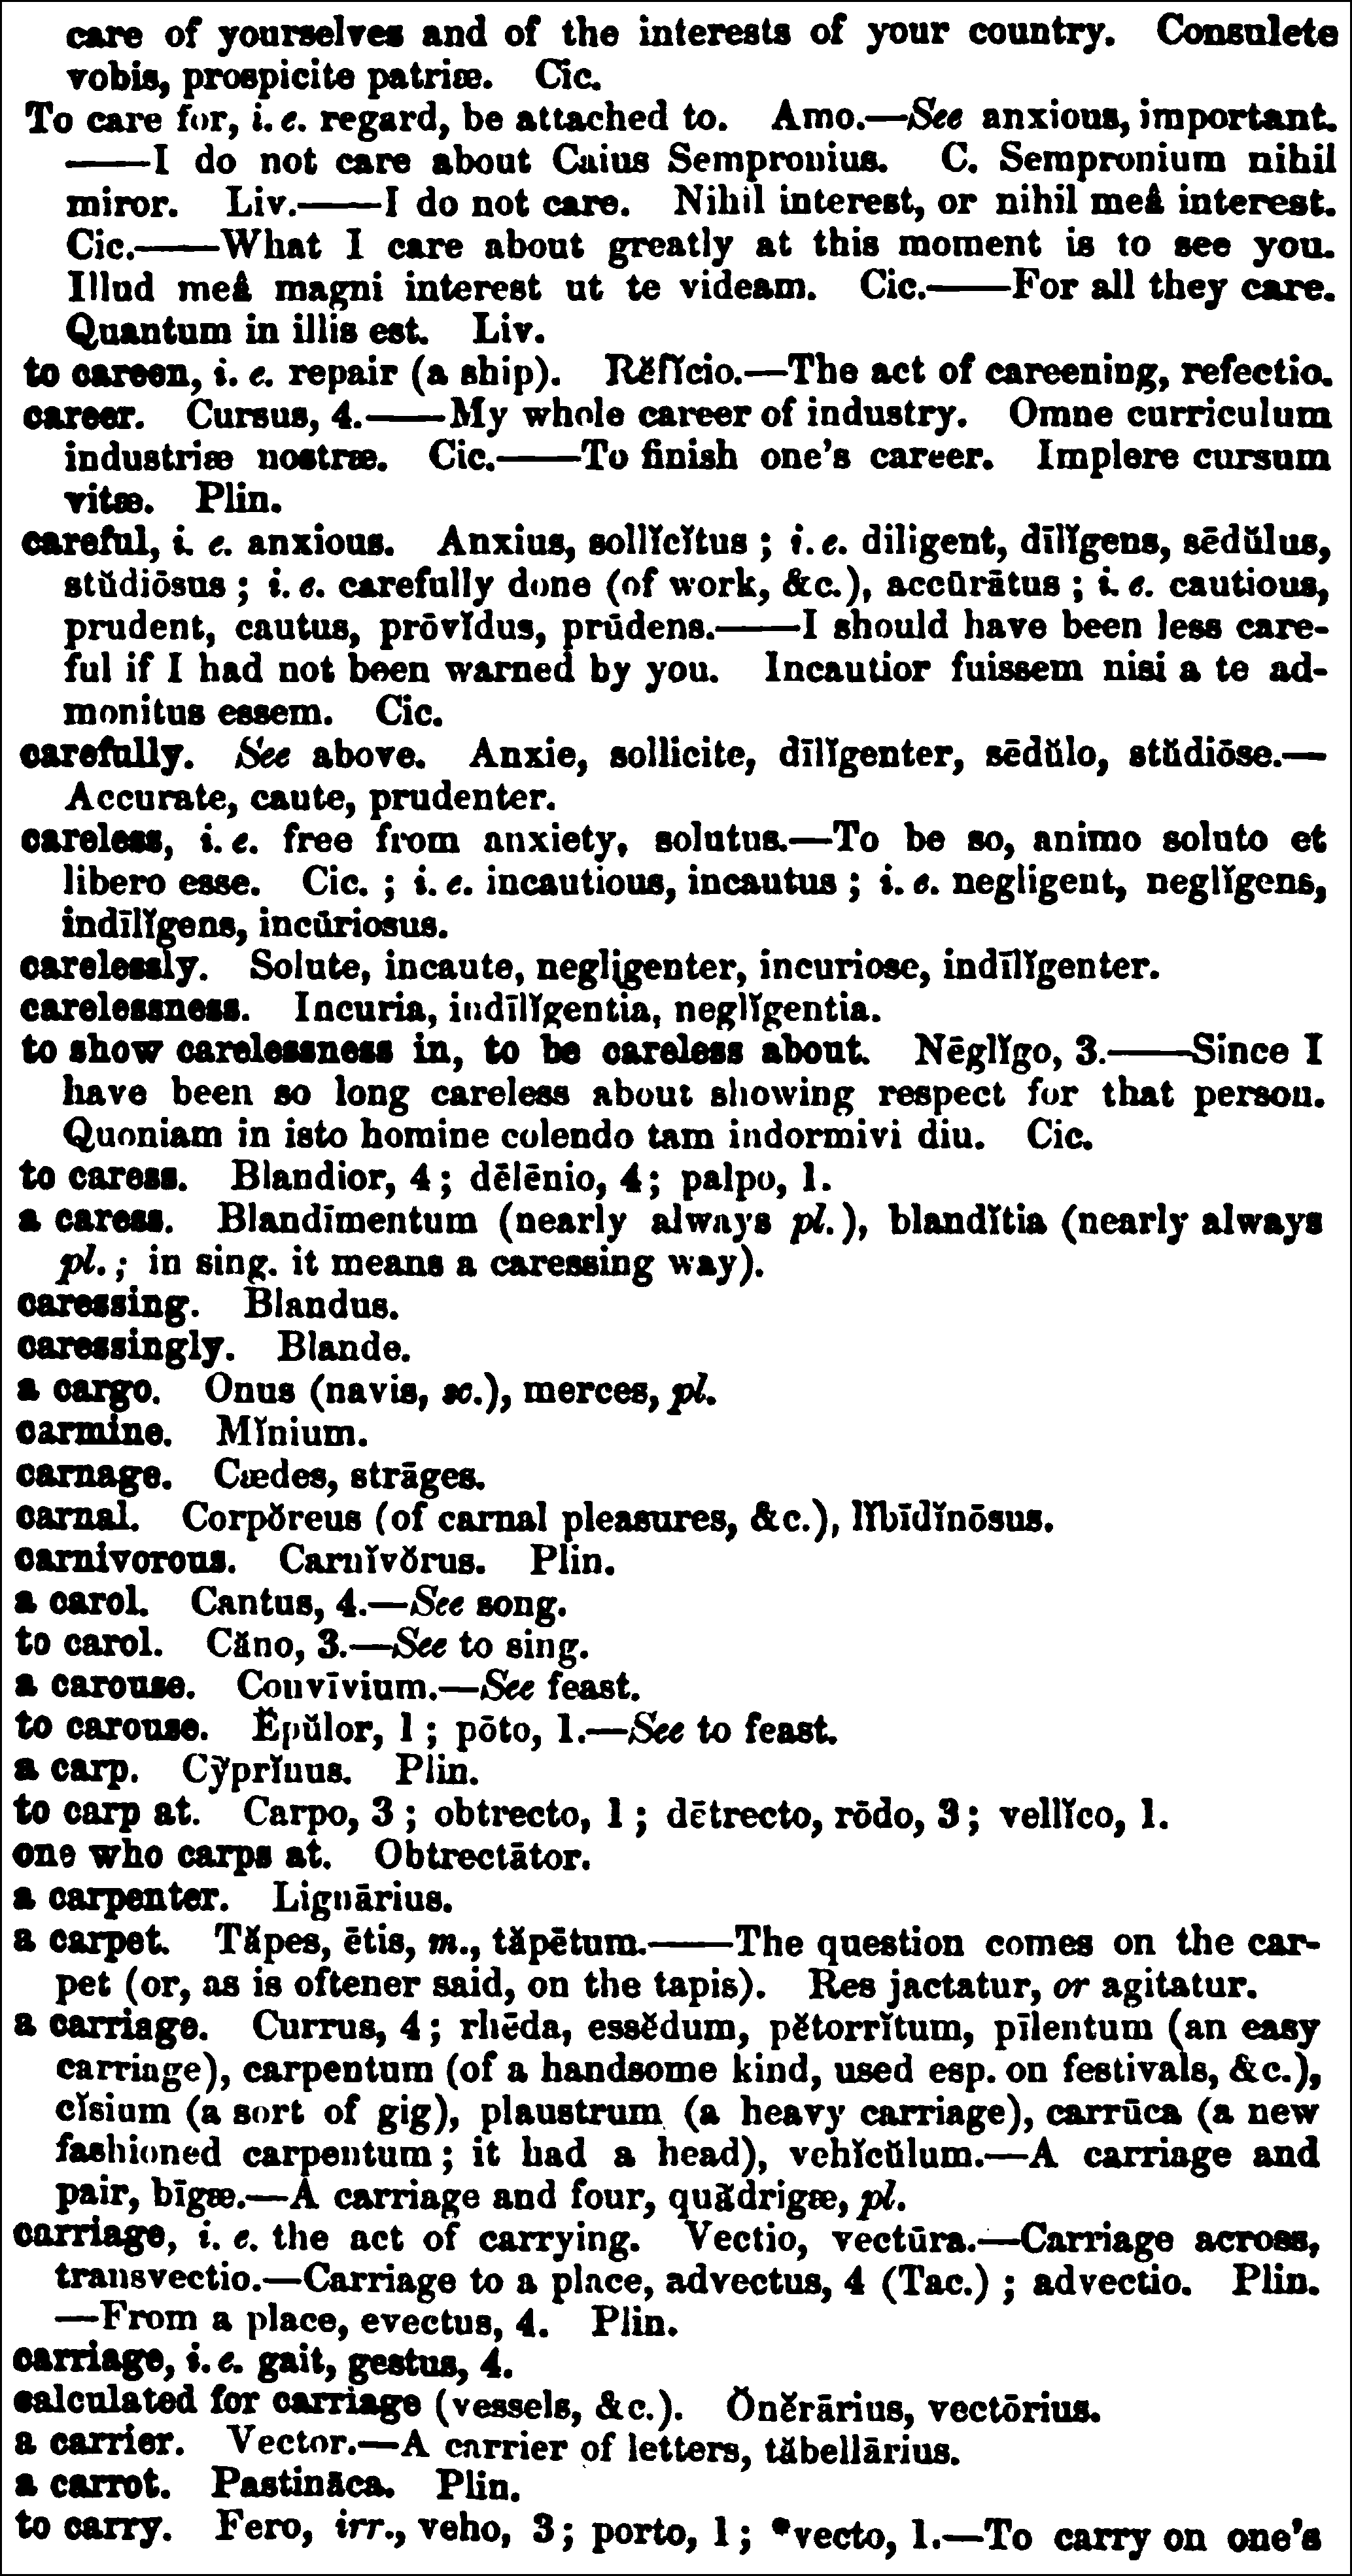 care of yourselves and of the interests of your country. Consulete
vobis, prospicite patriæ. Cic.
To care for, i. e. regard, be attached to. Amo.—See anxious, important.
——I do not care about Caius Sempronius. C. Sempronium nihil
miror. Liv.——I do not care. Nihil interest, or nihil meâ interest.
Cic.——What I care about greatly at this moment is to see you.
Illud meâ magni interest ut te videam. Cic.——For all they care.
Quantum in illis est. Liv.
to careen, i. e. repair (a ship). Rĕfĭcio.—The act of careening, refectio.
career. Cursus, 4.——My whole career of industry. Omne curriculum
industriæ nostræ. Cic.——To finish one's career. Implere cursum
vitæ. Plin.
careful, i. e. anxious. Anxius, sollĭcĭtus; i. e. diligent, dīlĭgens, sēdŭlus,
stŭdiōsus; i. e. carefully done (of work, &c.), accūrātus; i. e. cautious,
prudent, cautus, prōvĭdus, prūdens.——I should have been less care-
ful if I had not been warned by you. Incautior fuissem nisi a te ad-
monitus essem. Cic.
carefully. See above. Anxie, sollicite, dīlĭgenter, sēdŭlo, stŭdiōse.—
Accurate, caute, prudenter.
careless, i. e. free from anxiety, solutus.—To be so, animo soluto et
libero esse. Cic.; i. e. incautious, incautus; i. e. negligent, neglĭgens,
indīlĭgens, incūriosus.
carelessly. Solute, incaute, negligenter, incuriose, indīlĭgenter.
carelessness. Incuria, indīlĭgentia, neglĭgentia.
to show carelessness in, to be careless about. Nēglĭgo, 3.——Since I
have been so long careless about showing respect for that person.
Quoniam in isto homine colendo tam indormivi diu. Cic.
to caress. Blandior, 4; dēlēnio, 4; palpo, 1.
a caress. Blandīmentum (nearly always pl.), blandĭtia (nearly always
pl.; in sing. it means a caressing way).
caressing. Blandus.
caressingly. Blande.
a cargo. Onus (navis, sc.), merces, pl.
carmine. Mĭnium.
carnage. Cædes, strāges.
carnal. Corpŏreus (of carnal pleasures, &c.), lĭbīdĭnōsus.
carnivorous. Carnĭvŏrus. Plin.
a carol. Cantus, 4.—See song.
to carol. Căno, 3.—See to sing.
a carouse. Convīvium.—See feast.
to carouse. Ĕpŭlor, 1; pōto, 1.—See to feast.
a carp. Cy̆prĭnus. Plin.
to carp at. Carpo, 3; obtrecto, 1; dētrecto, rōdo, 3; vellĭco, 1.
one who carps at. Obtrectātor.
a carpenter. Lignārius.
a carpet. Tăpes, ētis, m., tăpētum.——The question comes on the car-
pet (or, as is oftener said, on the tapis). Res jactatur, or agitatur.
a carriage. Currus, 4; rhēda, essĕdum, pĕtorrĭtum, pīlentum (an easy
carriage), carpentum (of a handsome kind, used esp. on festivals, &c.),
cĭsium (a sort of gig), plaustrum (a heavy carriage), carrūca (a new
fashioned carpentum; it had a head), vehĭcŭlum.—A carriage and
pair, bīgæ.—A carriage and four, quădrigæ, pl.
carriage, i. e. the act of carrying. Vectio, vectūra.—Carriage across,
transvectio.—Carriage to a place, advectus, 4 (Tac.); advectio. Plin.
—From a place, evectus, 4. Plin.
carriage, i. e. gait, gestus, 4.
calculated for carriage (vessels, &c.). Ŏnĕrārius, vectōrius.
a carrier. Vector.—A carrier of letters, tăbellārius.
a carrot. Pastināca. Plin.
to carry. Fero, irr., veho, 3; porto, 1; *vecto, 1.—To carry on one's